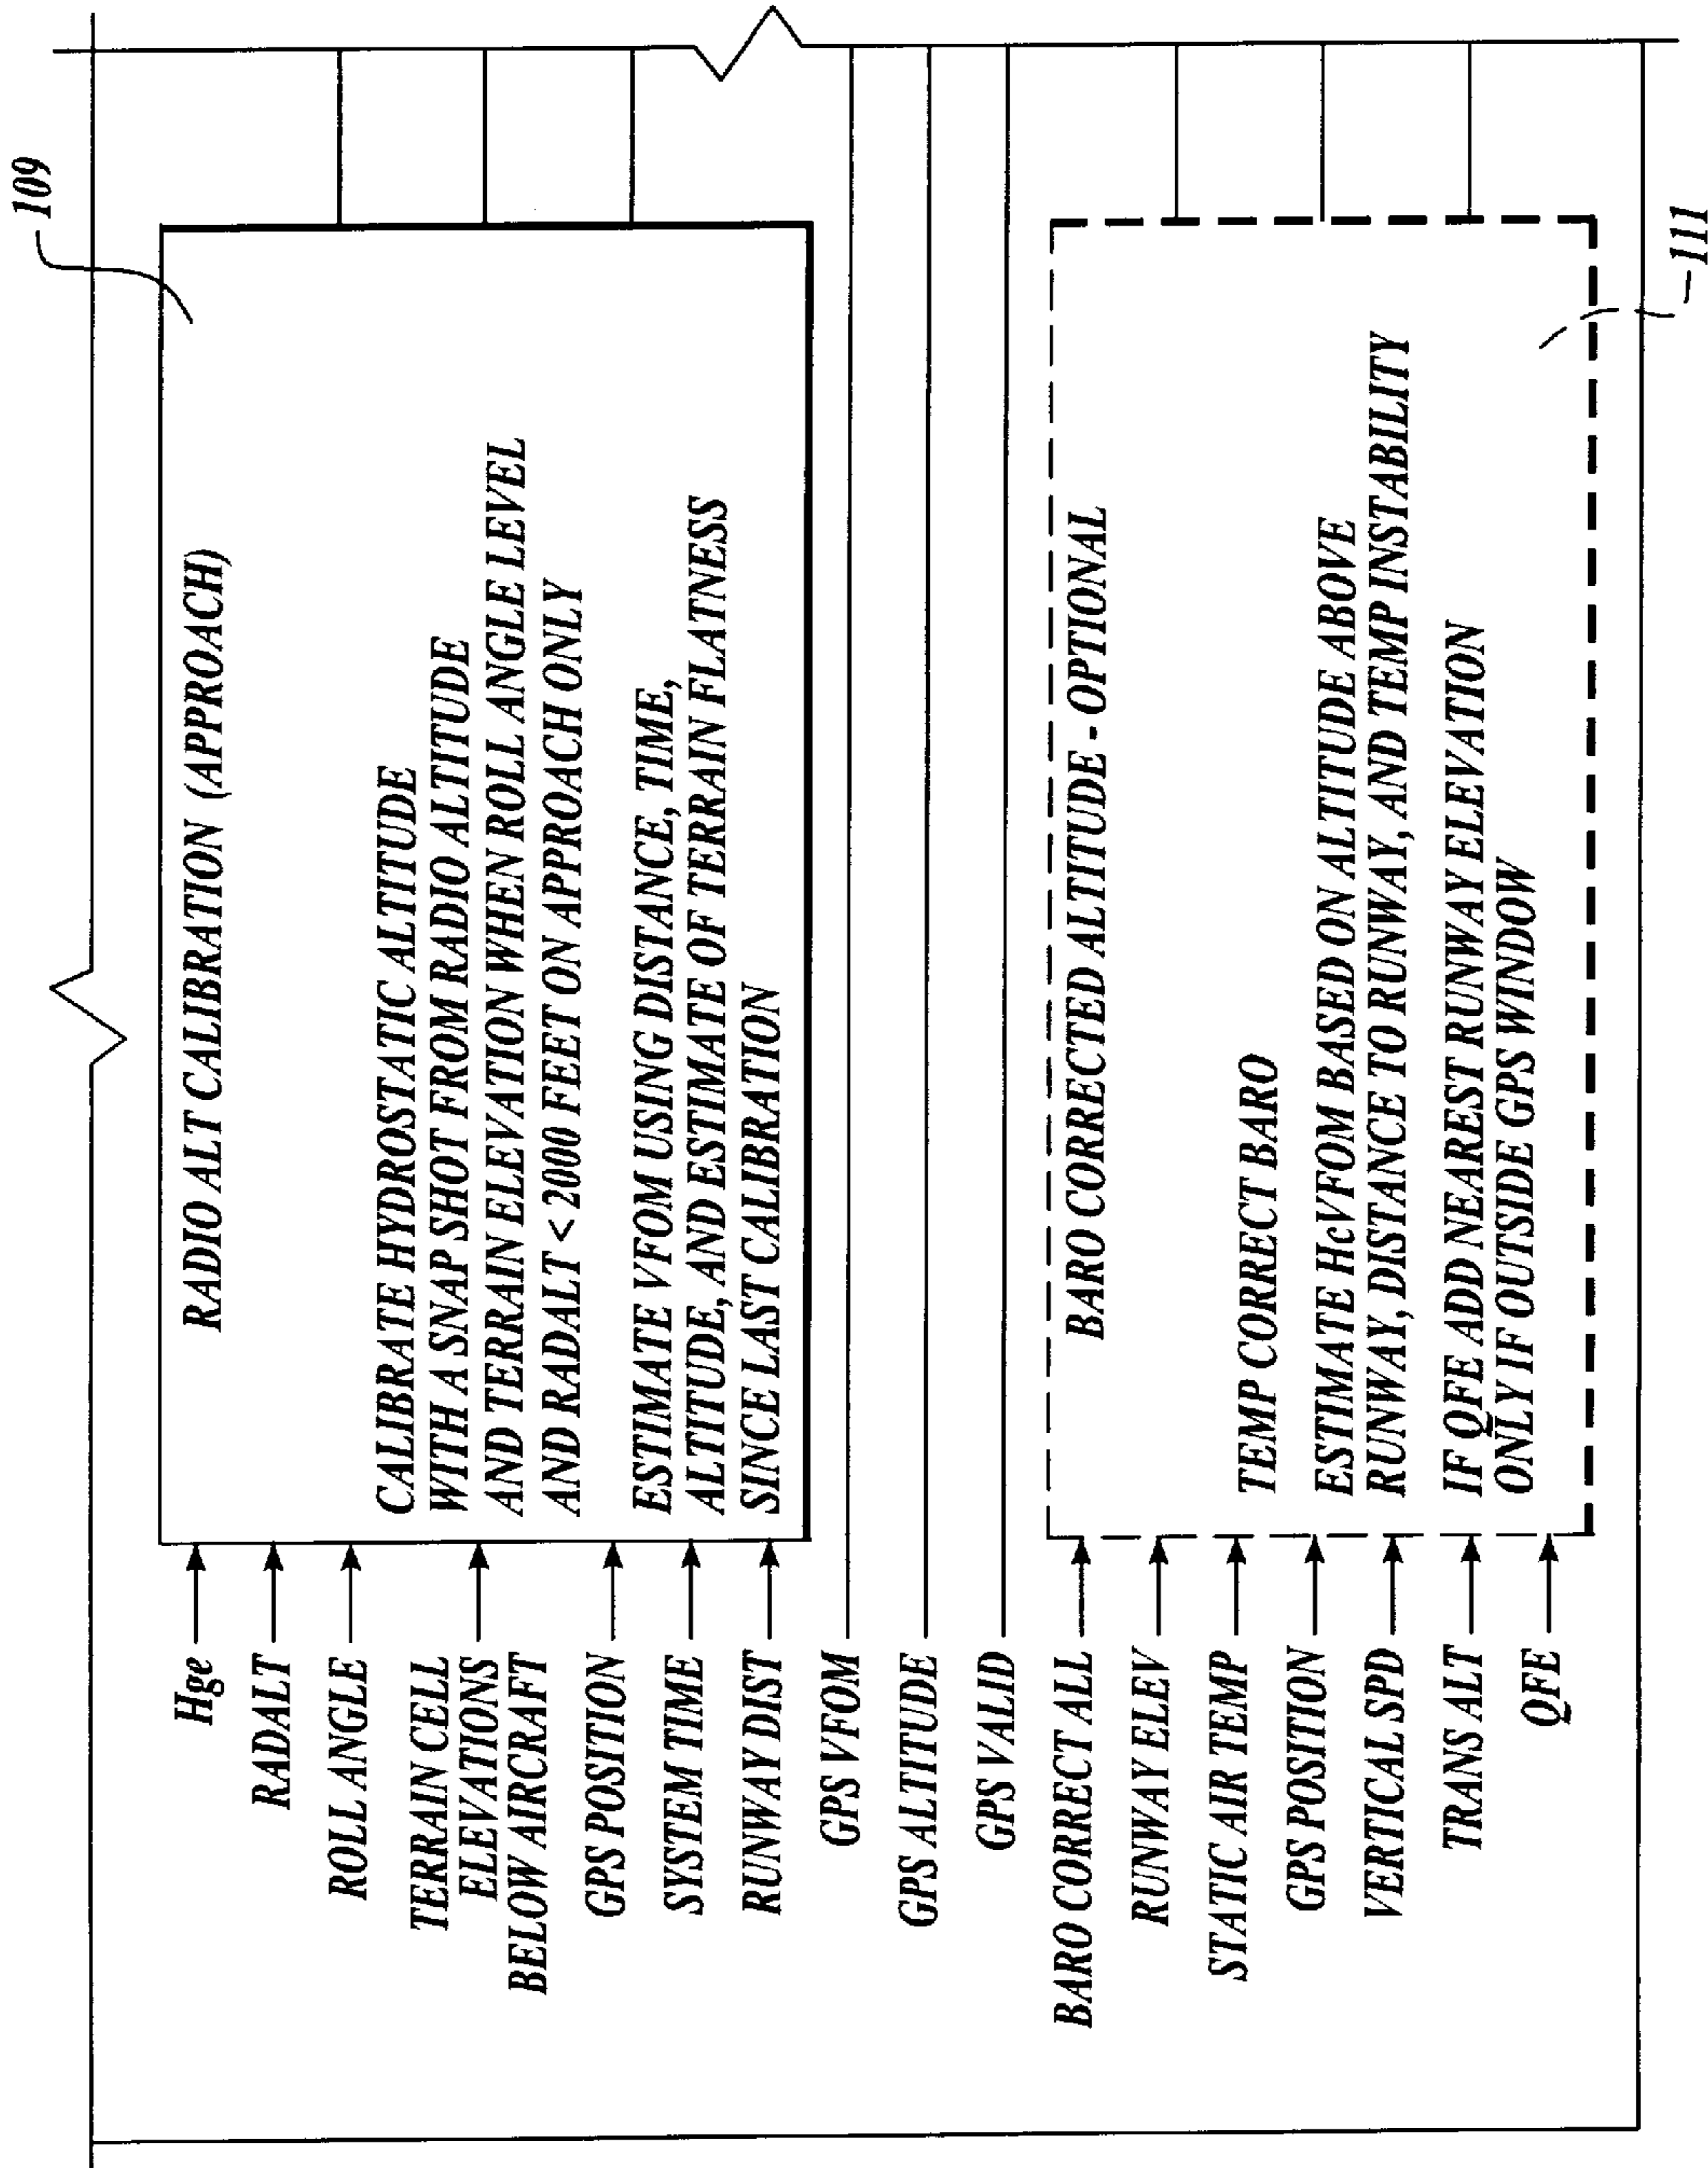 109
Hge
RADALT
ROLL ANGLE
TERRAIN CELL
ELEVATIONS
BELOW AIRCRAFT
GPS POSITION
SYSTEM TIME
RUNWAY DIST
RADIO ALT CALIBRATION (APPROACH)
CALIBRATE HYDROSTATIC ALTITUDE
WITH A SNAP SHOT FROM RADIO ALTITUDE
AND TERRAIN ELEVATION WHEN ROLL ANGLE LEVEL
AND RADALT < 2000 FEET ON APPROACH ONLY
ESTIMATE VFOM USING DISTANCE, TIME,
ALTITUDE, AND ESTIMATE OF TERRAIN FLATNESS
SINCE LAST CALIBRATION
GPS VFOM
GPS ALTITUDE
GPS VALID
BARO CORRECT ALL
RUNWAY ELEV
STATIC AIR TEMP
GPS POSITION
VERTICAL SPD
TRANS ALT
QFE
BARO CORRECTED ALTITUDE - OPTIONAL
TEMP CORRECT BARO
ESTIMATE HcVFOM BASED ON ALTITUDE ABOVE
RUNWAY, DISTANCE TO RUNWAY, AND TEMP INSTABILITY
IF QFE ADD NEAREST RUNWAY ELEVATION
ONLY IF OUTSIDE GPS WINDOW
111